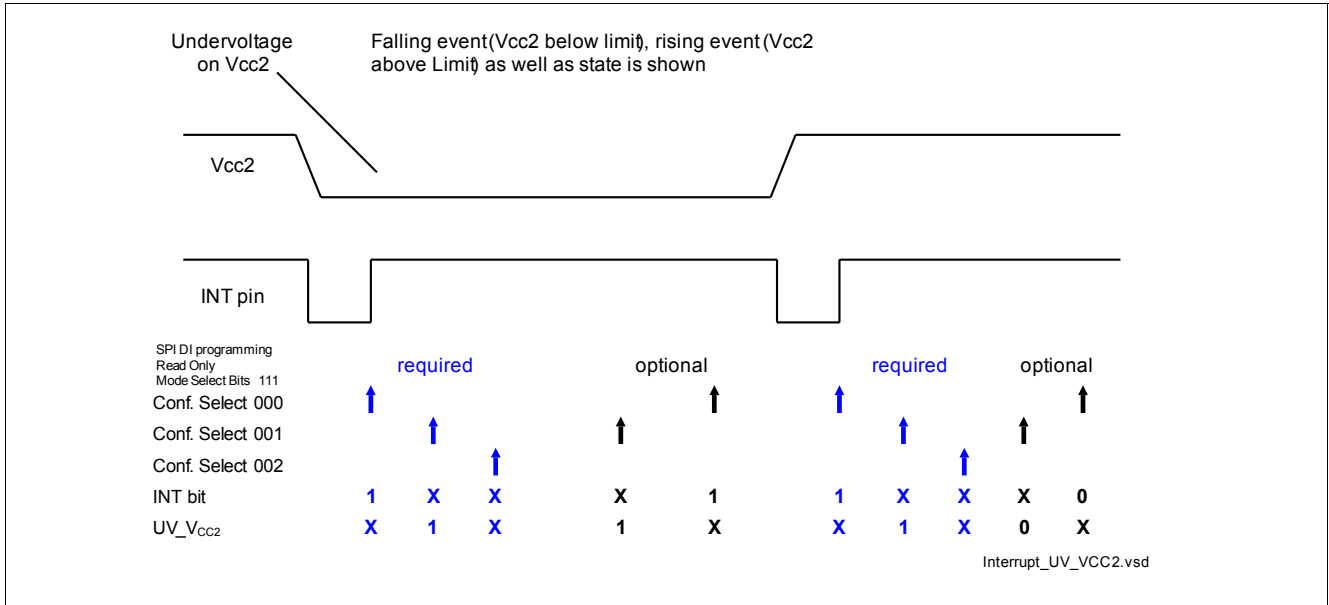 Undervoltage
on Vcc2
Falling event(Vcc2 below limit), rising event(Vcc2
above Limit) as well as state is shown
Vcc2
INT pin
SPI DI programming
Read Only
Mode Select Bits 111
required optional required optional
Conf. Select 000
Conf. Select 001
Conf. Select 002
INT bit 1 X X X 1 1 X X X 0
UV_VCC2 X 1 X 1 X X 1 X 0 X
Interrupt_UV_VCC2.vsd